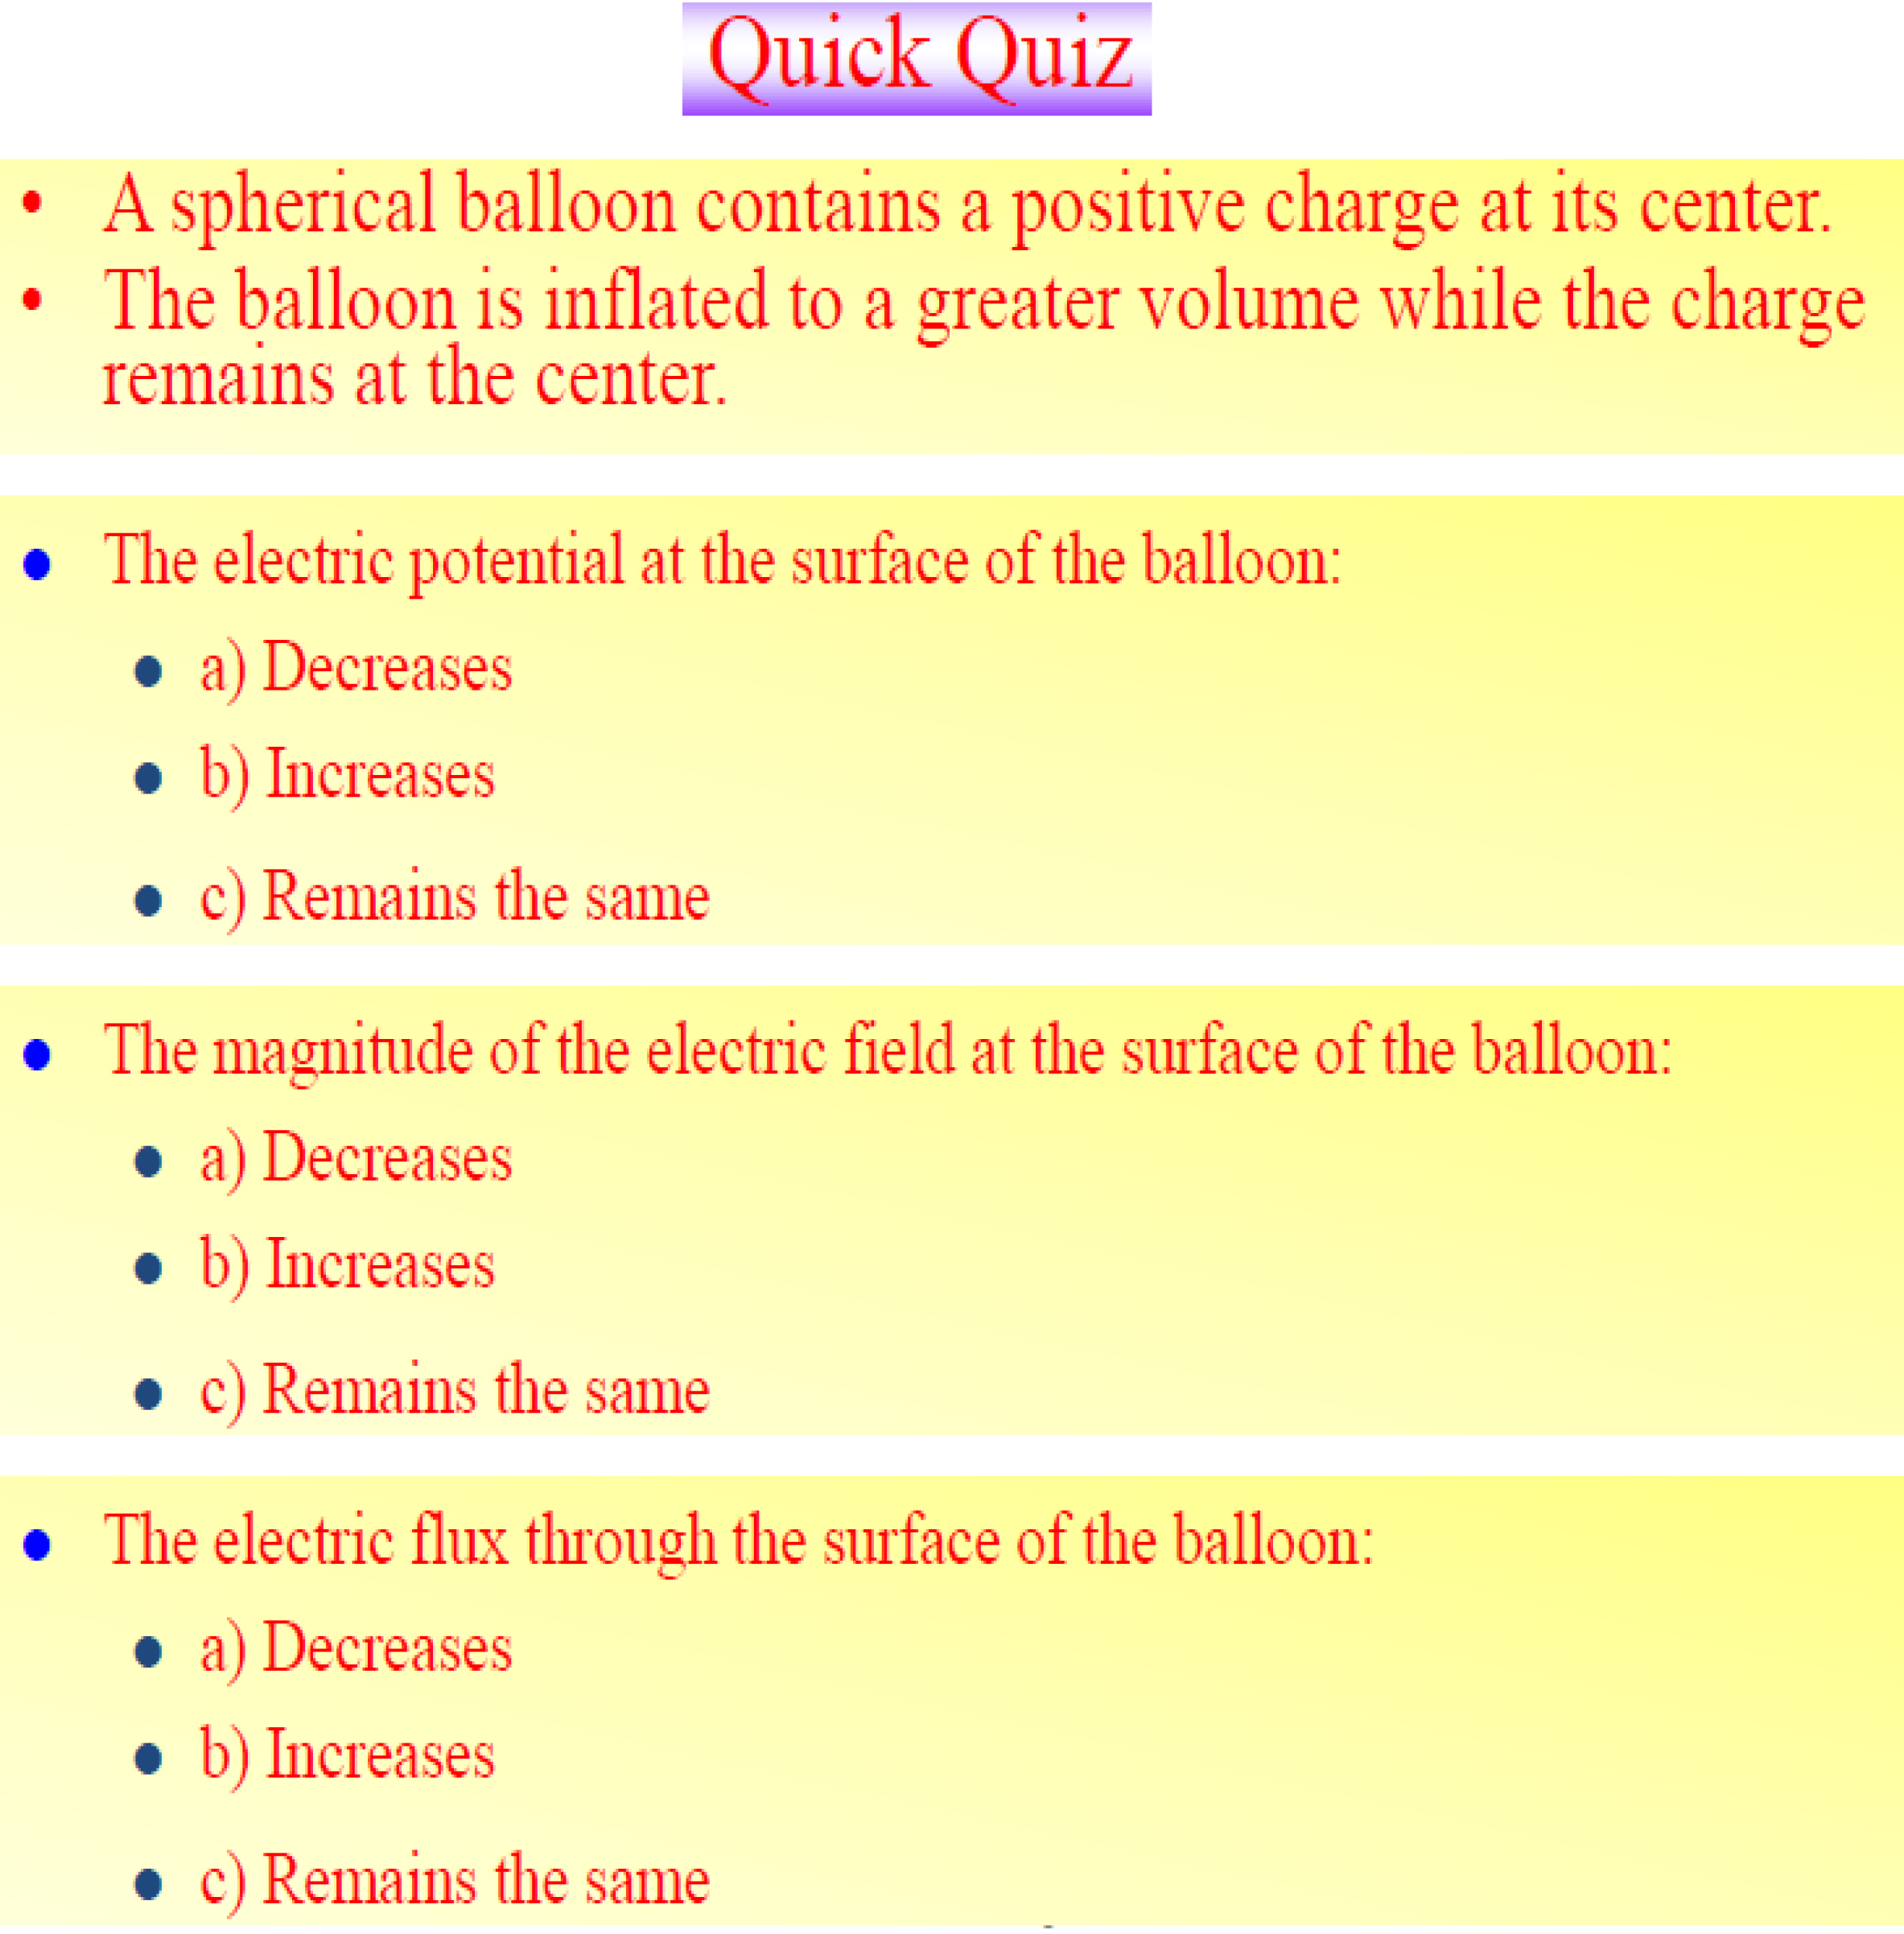 Quick Quiz
• A spherical balloon contains a positive charge at its center.
• The balloon is inflated to a greater volume while the charge
remains at the center.
• The electric potential at the surface of the balloon:
• a) Decreases
• b) Increases
• c) Remains the same
• The magnitude of the electric field at the surface of the balloon:
• a) Decreases
• b) Increases
• c) Remains the same
• The electric flux through the surface of the balloon:
• a) Decreases
• b) Increases
• c) Remains the same